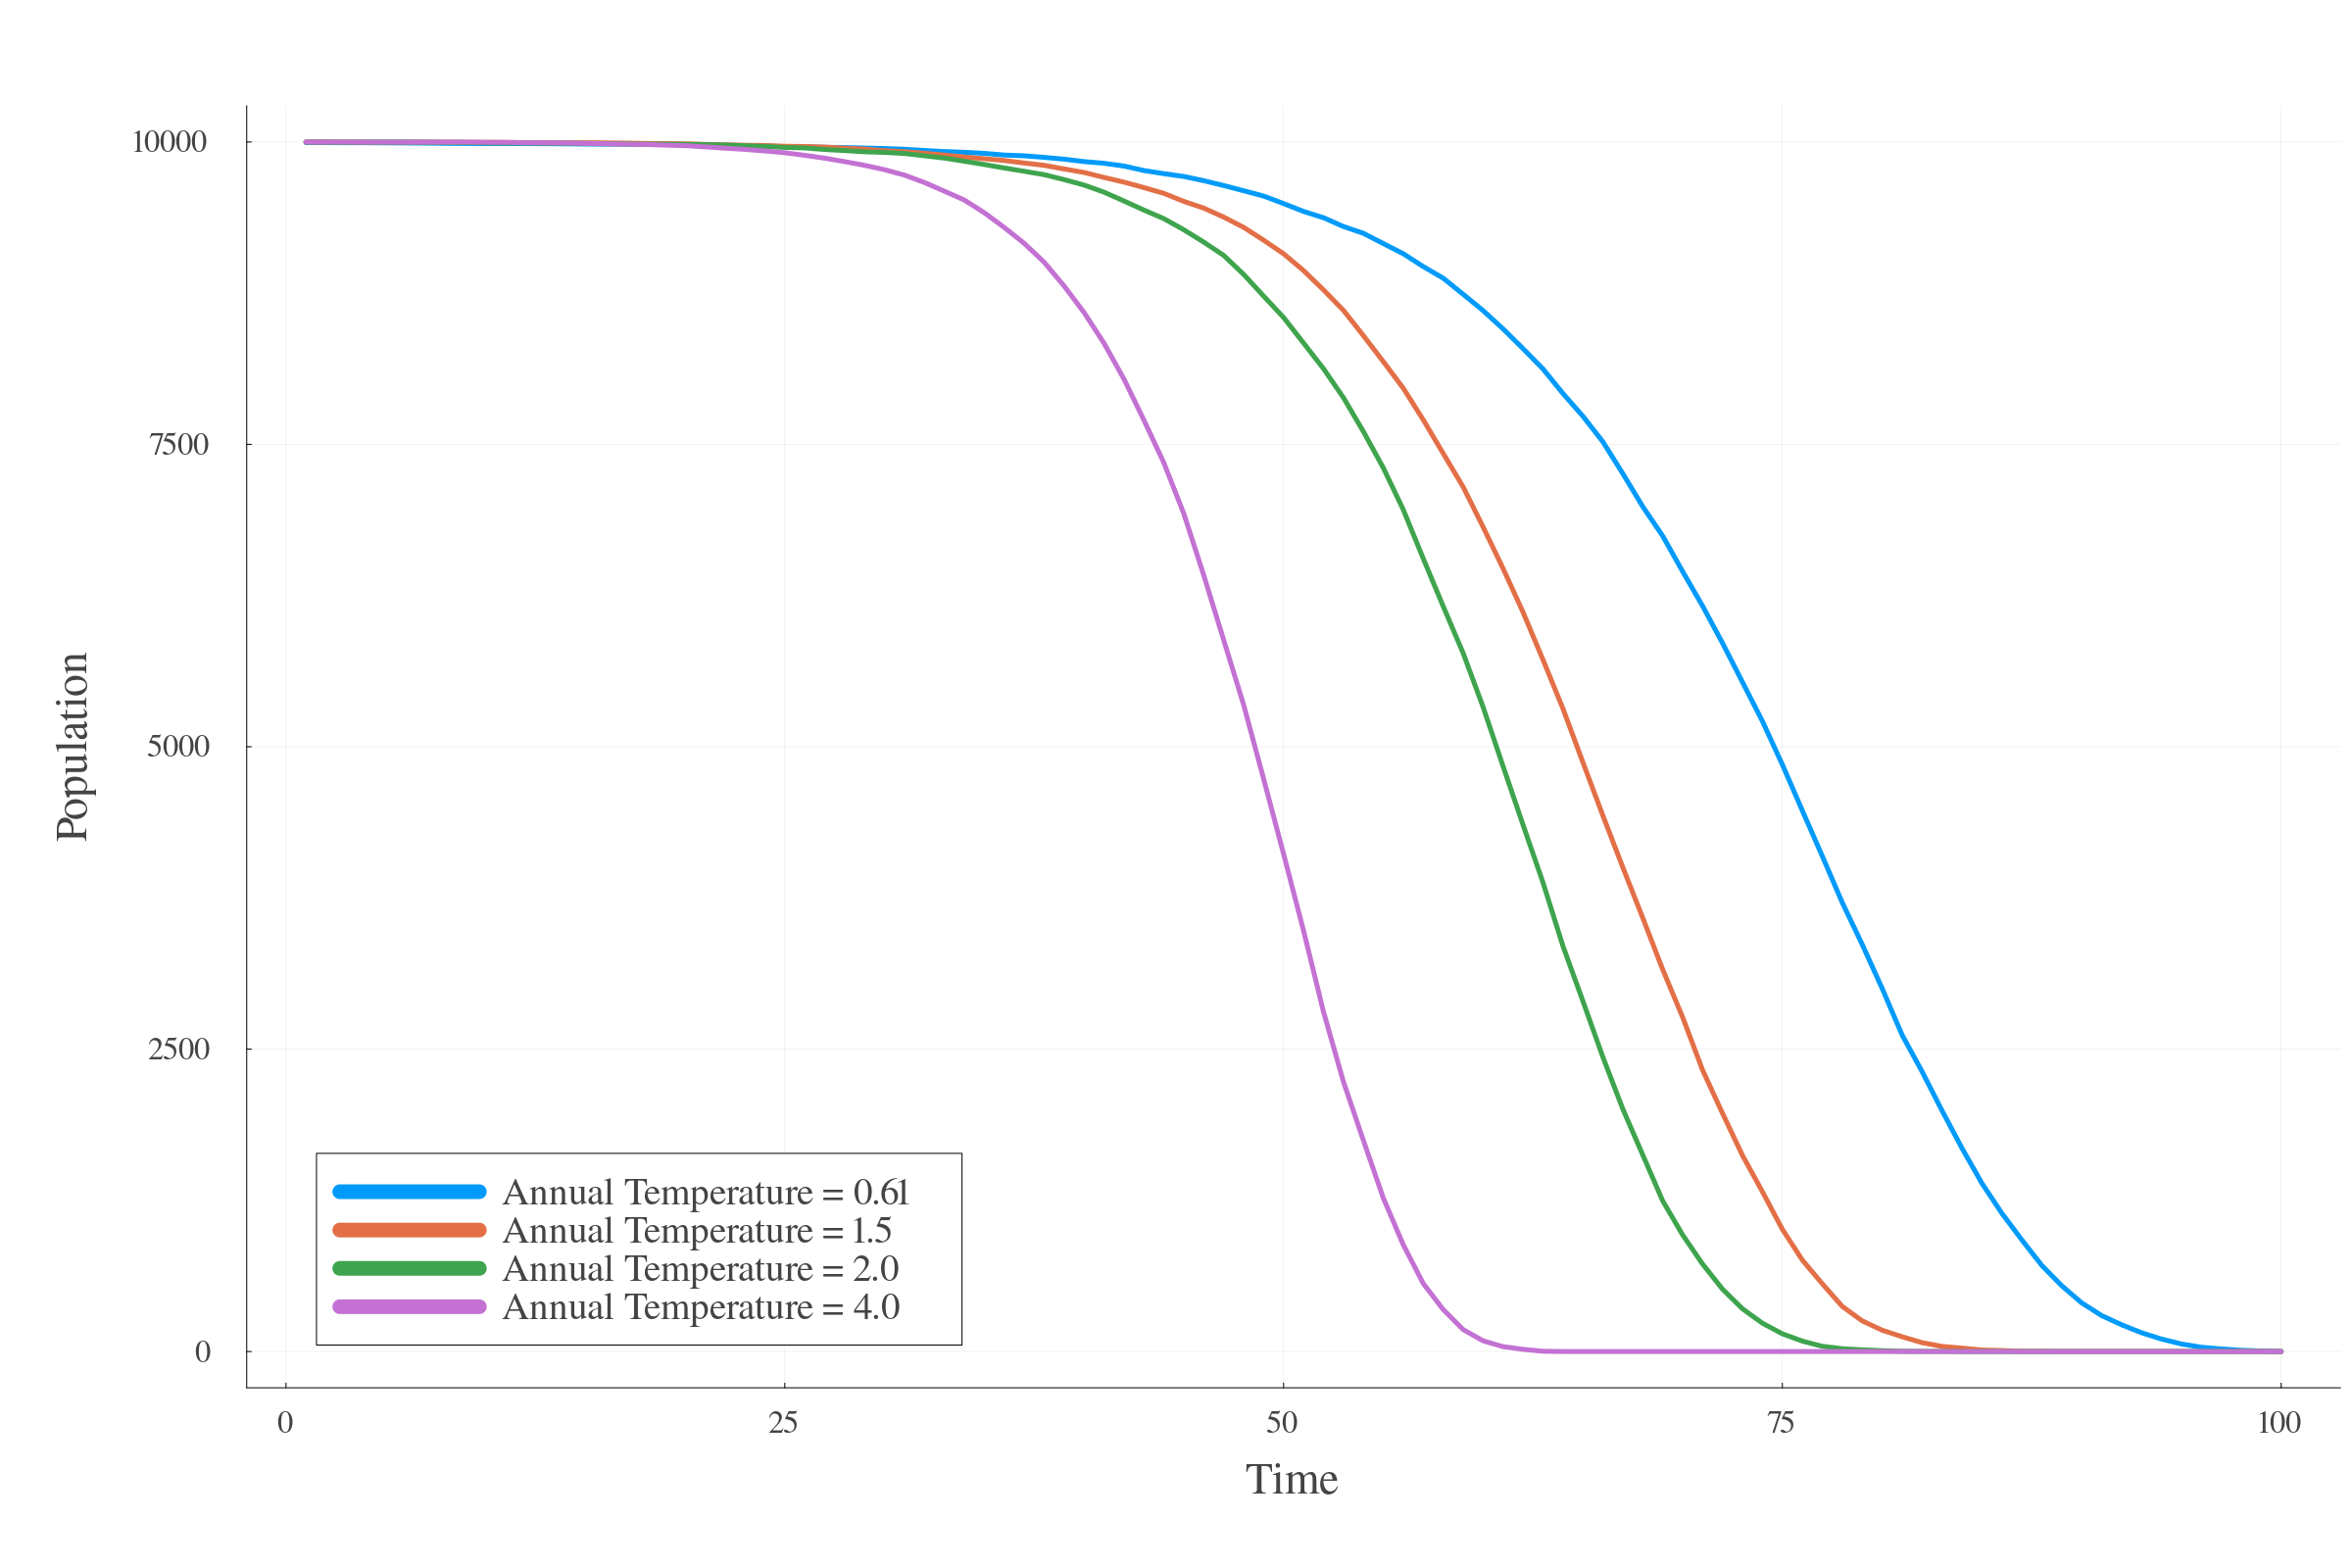 10000
7500
5000
2500
0
Population
Annual Temperature = 0.61
Annual Temperature = 1.5
Annual Temperature = 2.0
Annual Temperature = 4.0
0 25 50 75 100
Time